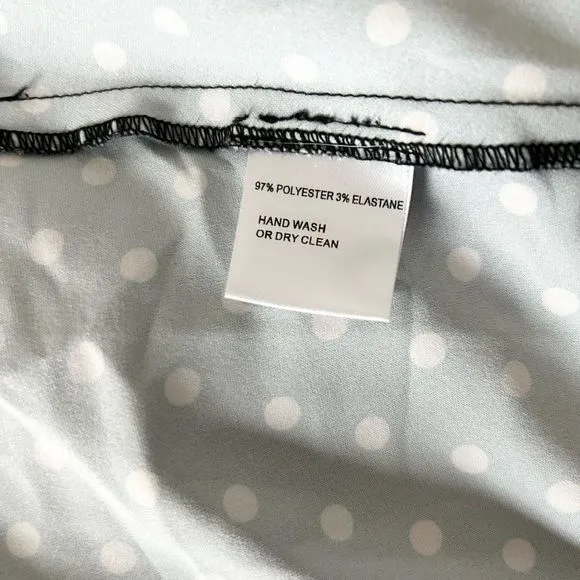 97% POLYESTER 3% ELASTANE
HAND WASH
OR DRY CLEAN